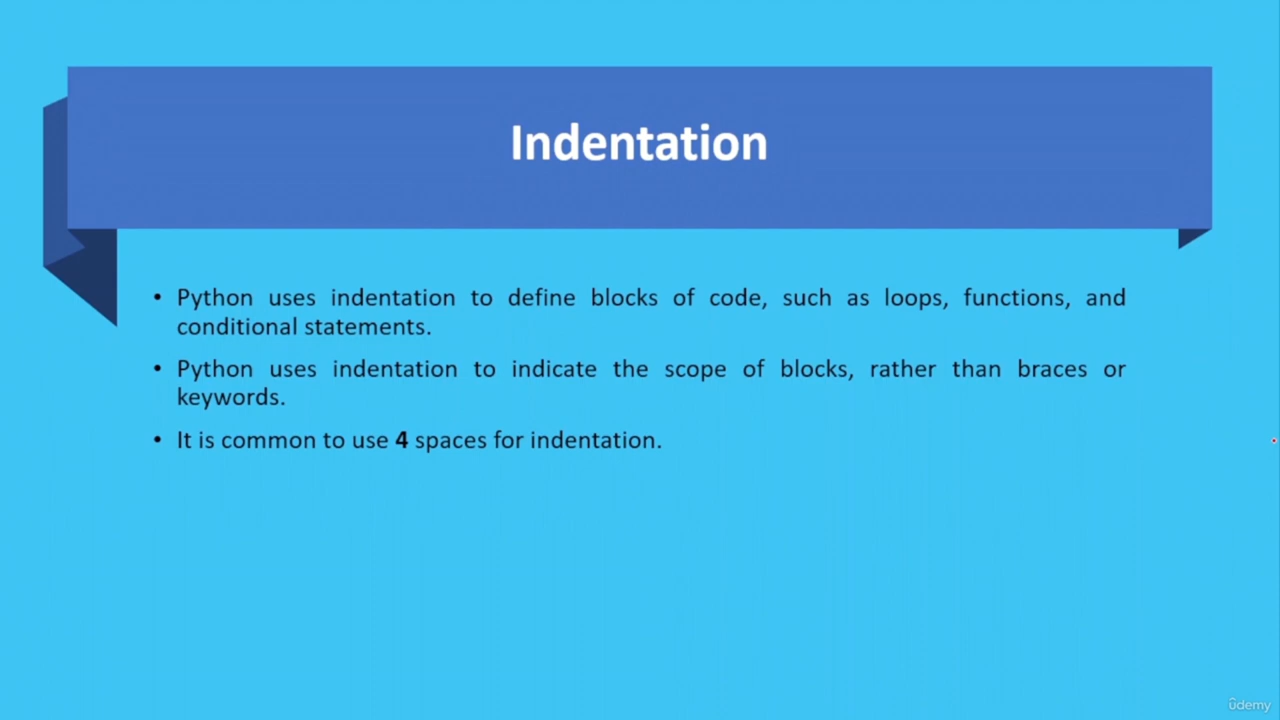 Indentation
• Python uses indentation to define blocks of code, such as loops, functions, and
conditional statements.
• Python uses indentation to indicate the scope of blocks, rather than braces or
keywords.
• It is common to use 4 spaces for indentation.
ûdemy